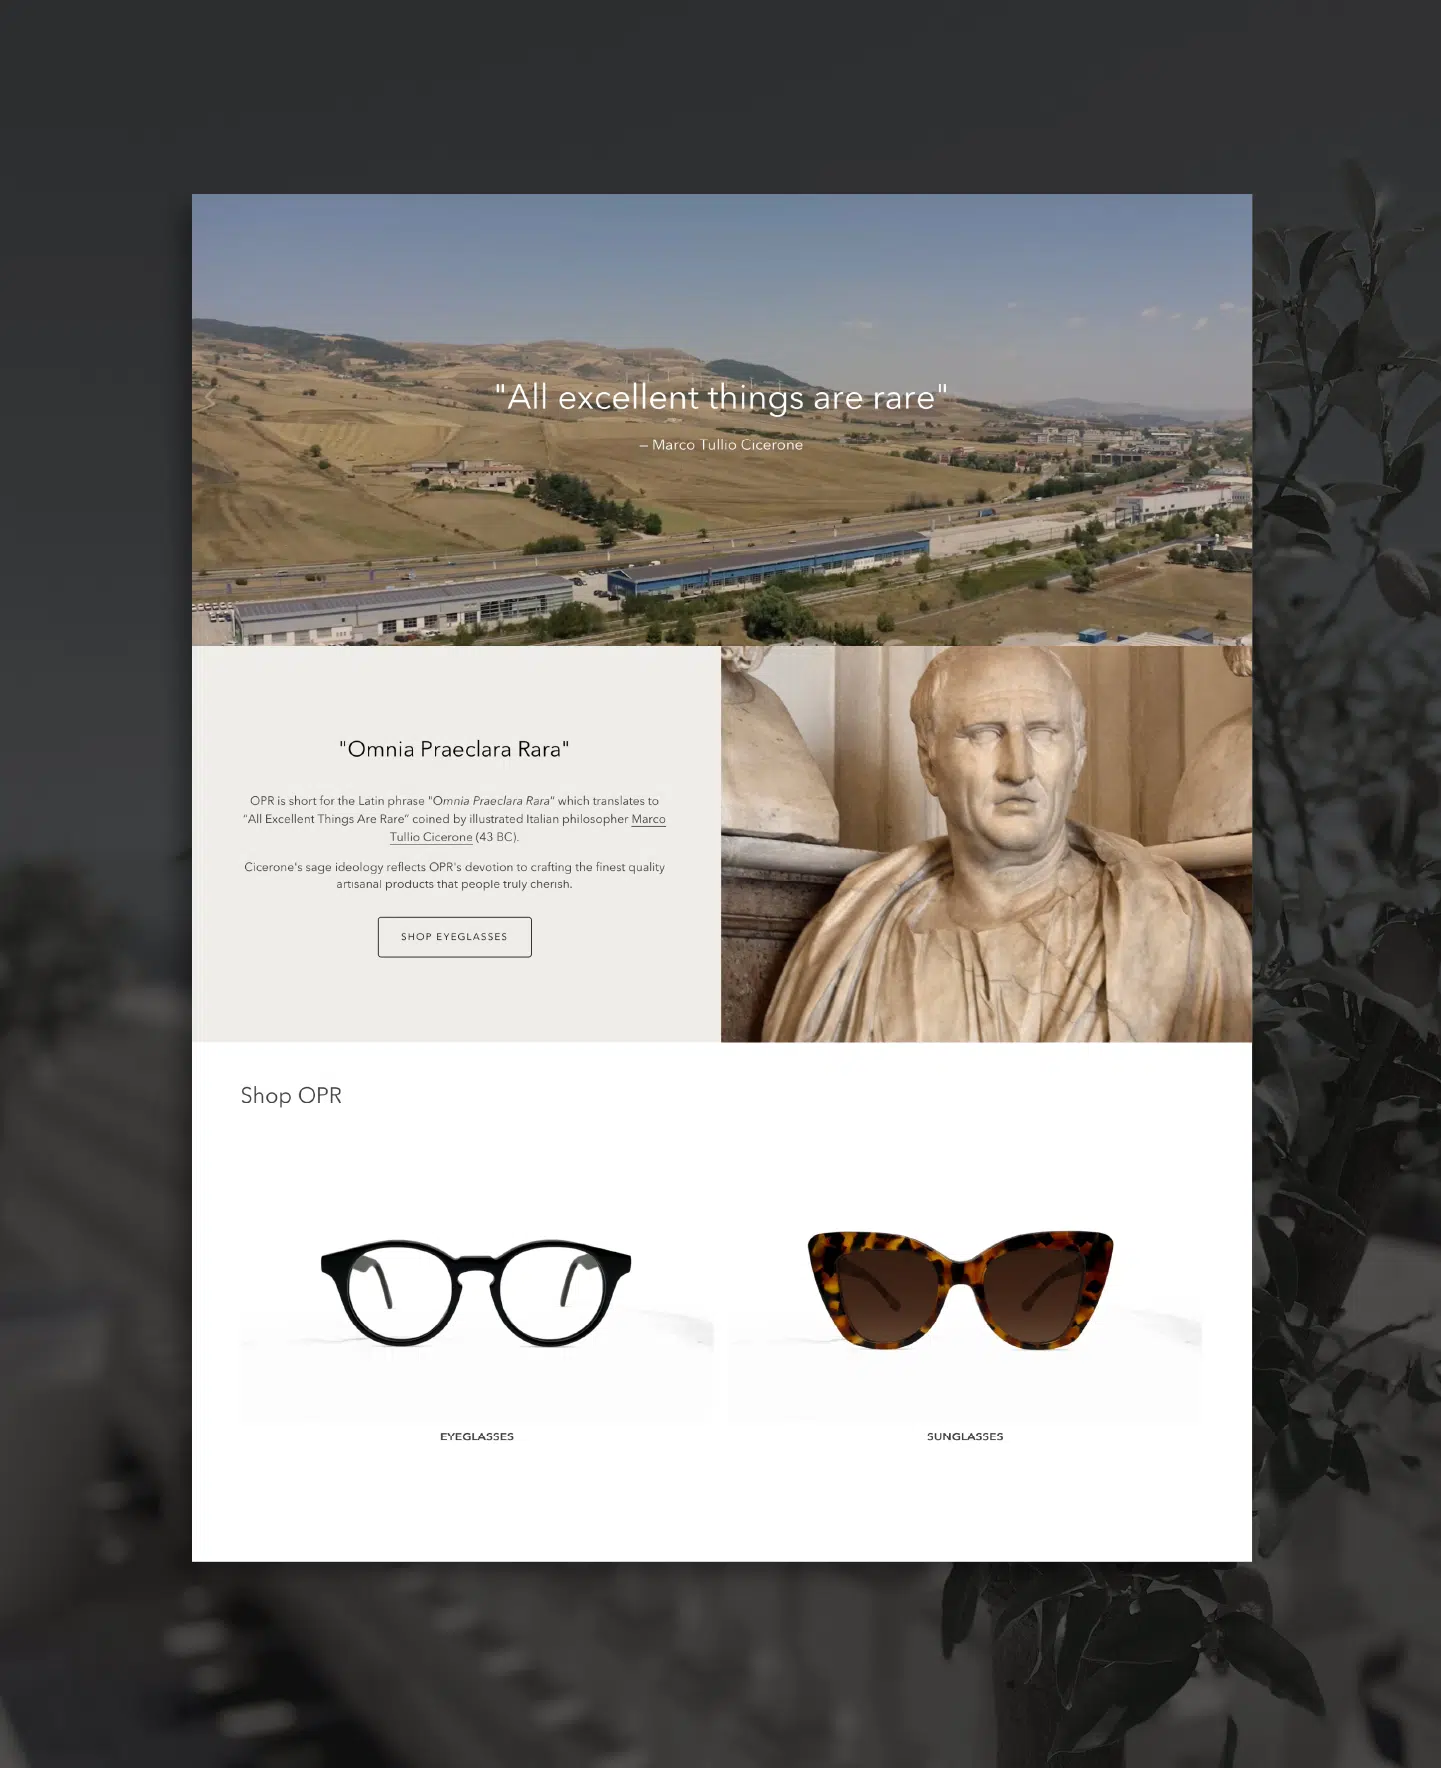 "All excellent things are rare"
– Marco Tullio Cicerone
"Omnia Praeclara Rara"
OPR is short for the Latin phrase "Omnia Praeclara Rara" which translates to
“All Excellent Things Are Rare” coined by illustrated Italian philosopher Marco
Tullio Cicerone (43 BC).
Cicerone's sage ideology reflects OPR's devotion to crafting the finest quality
artisanal products that people truly cherish.
SHOP EYEGLASSES
Shop OPR
EYEGLASSES
SUNGLASSES